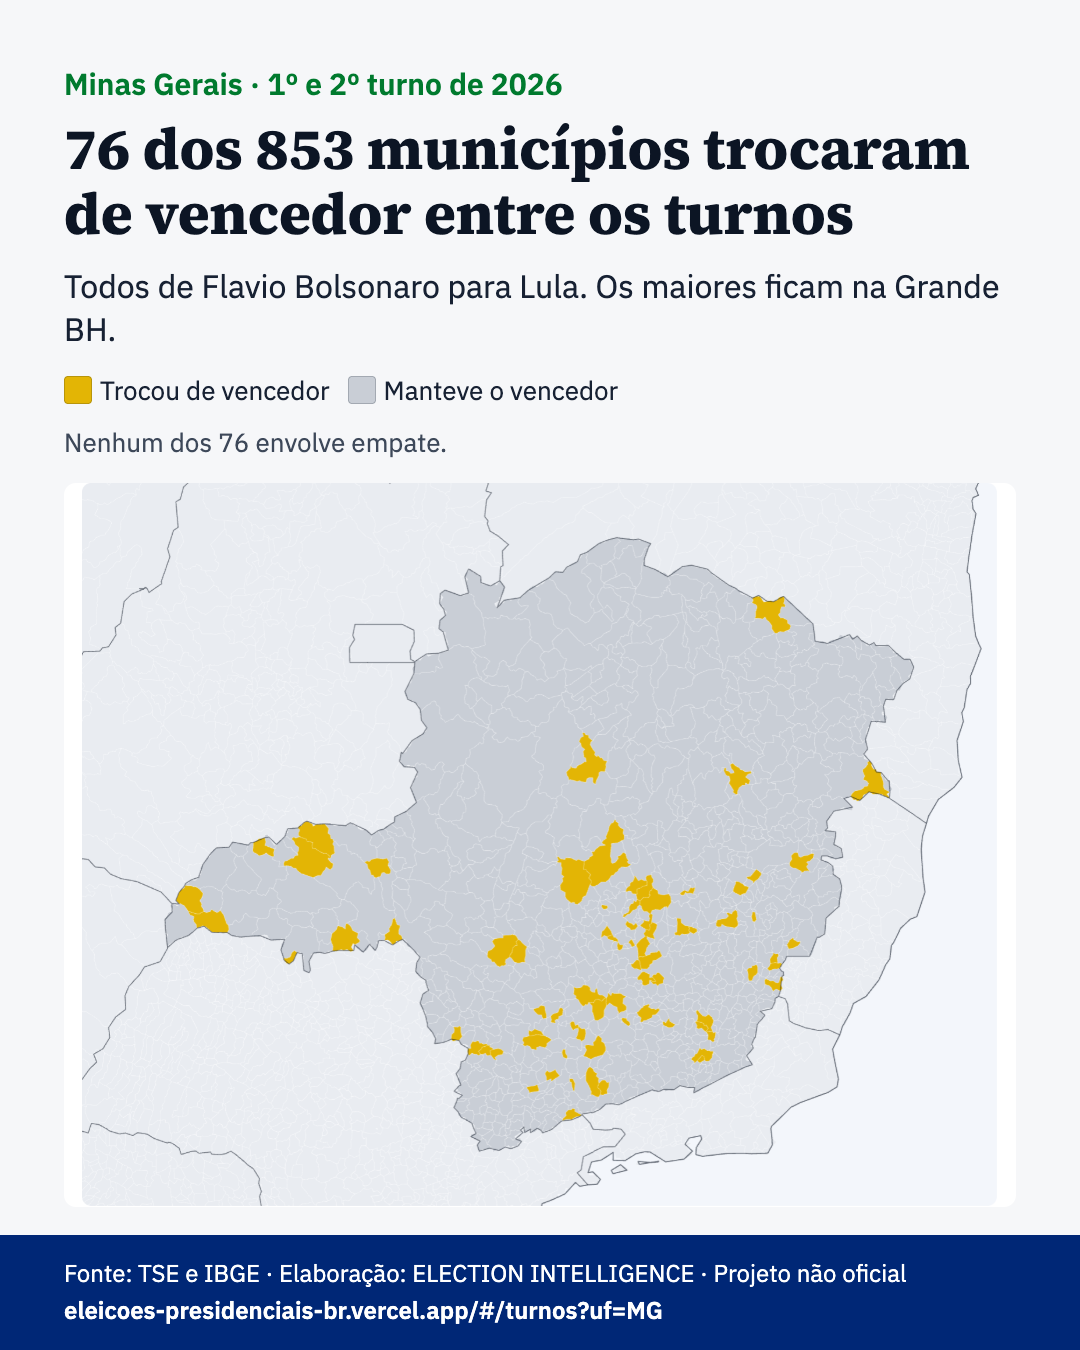 Minas Gerais · 1º e 2º turno de 2026
76 dos 853 municípios trocaram
de vencedor entre os turnos
Todos de Flavio Bolsonaro para Lula. Os maiores ficam na Grande
BH.
Trocou de vencedor
Manteve o vencedor
Nenhum dos 76 envolve empate.
Fonte: TSE e IBGE · Elaboração: ELECTION INTELLIGENCE · Projeto não oficial
eleicoes-presidenciais-br.vercel.app/#/turnos?uf=MG